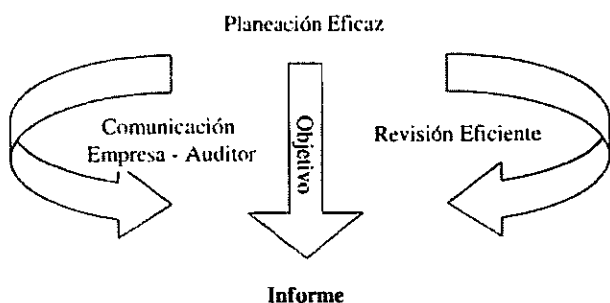 Planeación Eficaz
Comunicación
Empresa - Auditor
Objetivo
Revisión Eficiente
Informe